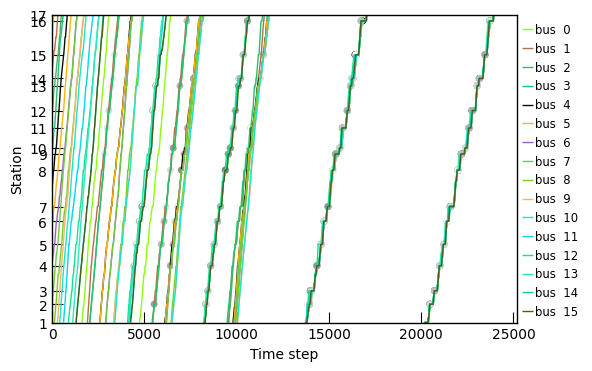 17
16
15
14
13
12
11
10
9
8
7
6
5
4
3
2
1
Station
0 5000 10000 15000 20000 25000
Time step
bus 0
bus 1
bus 2
bus 3
bus 4
bus 5
bus 6
bus 7
bus 8
bus 9
bus 10
bus 11
bus 12
bus 13
bus 14
bus 15